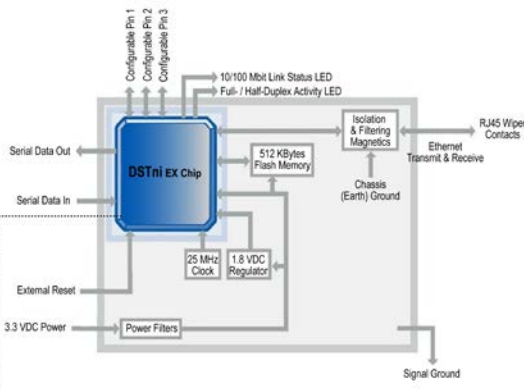 Configurable Pin 1
Configurable Pin 2
Configurable Pin 3
10/100 Mbit Link Status LED
Full- / Half-Duplex Activity LED
Isolation
& Filtering
Magnetics
RJ45 Wiper
Contacts
Ethernet
Transmit & Receive
Serial Data Out
DSTni EX Chip
512 KBytes
Flash Memory
Chassis
(Earth) Ground
Serial Data In
25 MHz
Clock
1.8 VDC
Regulator
External Reset
3.3 VDC Power
Power Filters
Signal Ground